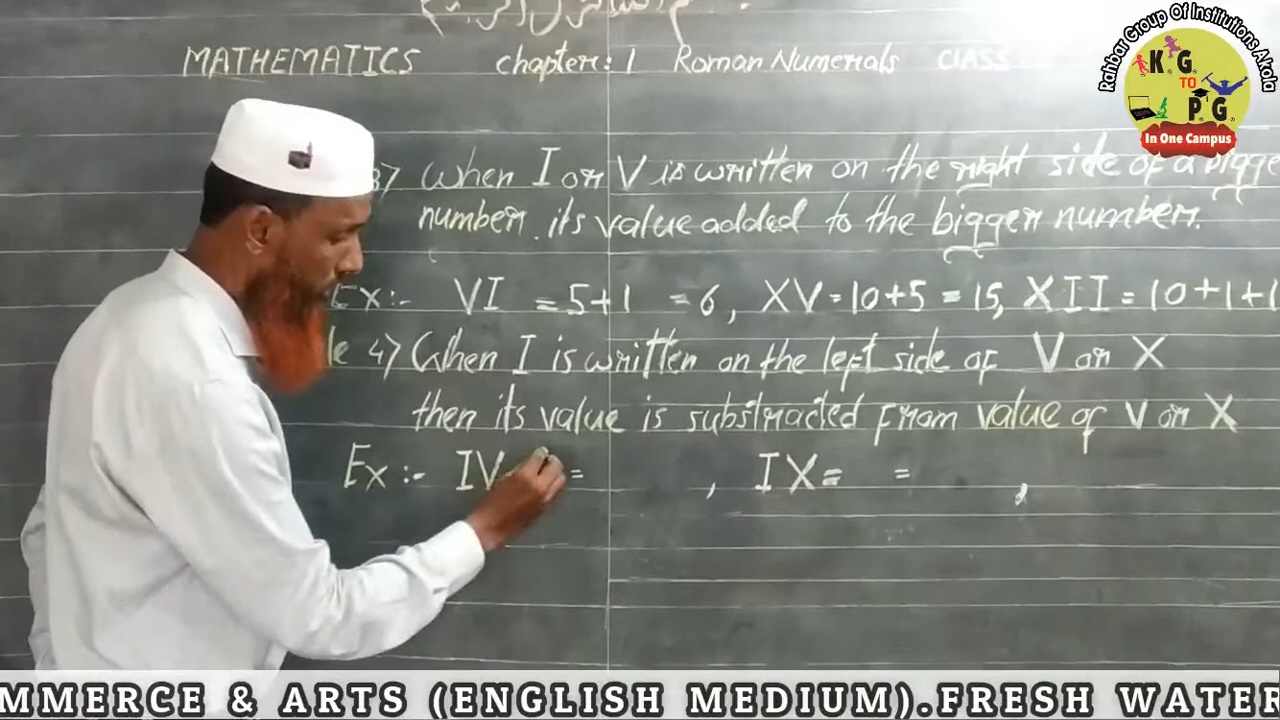 MATHEMATICS chapter: 1 Roman Numerals CLASS
3) When I or V is written on the right side of a bigge
number. its value added to the bigger number.
Ex:- VI = 5+1 = 6, XV = 10+5 = 15, XII = 10+1+1
le 4) When I is written on the left side of V or X
then its value is substracted from value of V or X
Ex :- IV = , IX = = ,
Rahbar Group Of Institutions Akola
K.G.
TO
P.G.
In One Campus
MMERCE & ARTS (ENGLISH MEDIUM).FRESH WATER